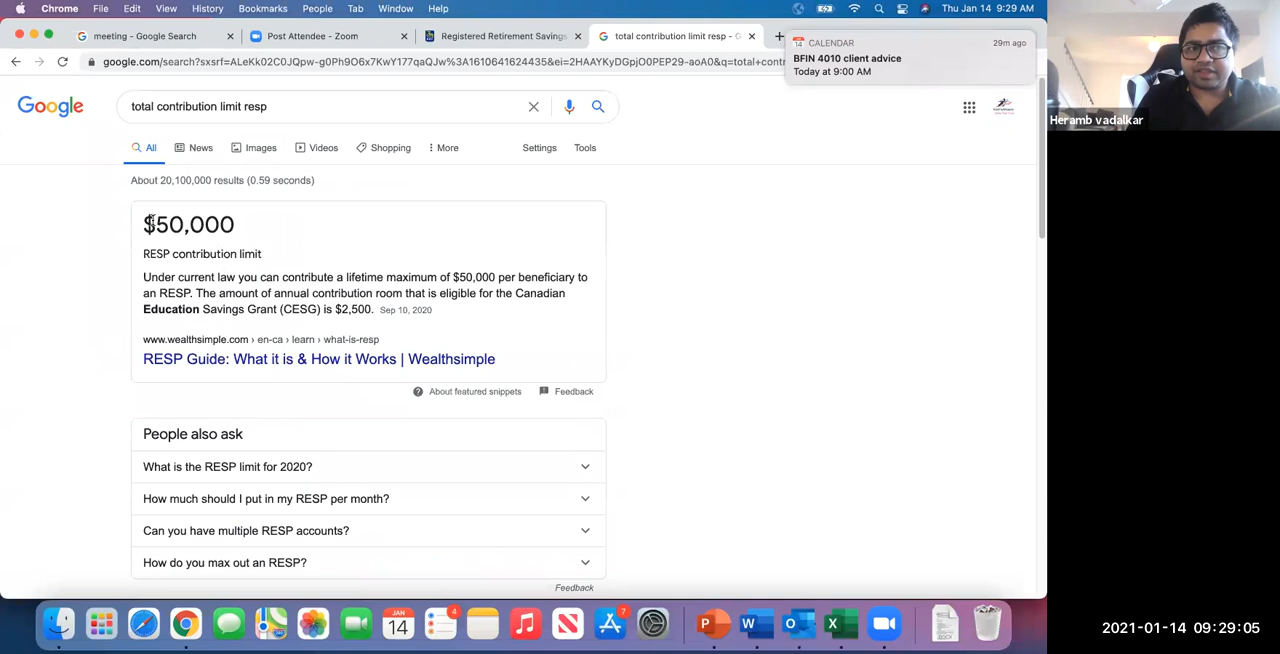 Chrome File Edit View History Bookmarks People Tab Window Help Thu Jan 14 9:29 AM
meeting - Google Search
Post Attendee - Zoom
Registered Retirement Savings
total contribution limit resp - G
google.com/search?sxsrf=ALeKk02C0JQpw-g0Ph9O6x7KwY177qaQJw%3A1610641624435&ei=2HAAYKyDGpjO0PEP29-aoA0&q=total+contr
CALENDAR 29m ago
BFIN 4010 client advice
Today at 9:00 AM
Google
total contribution limit resp
Heramb vadalkar
All News Images Videos Shopping More Settings Tools
About 20,100,000 results (0.59 seconds)
$50,000
RESP contribution limit
Under current law you can contribute a lifetime maximum of $50,000 per beneficiary to
an RESP. The amount of annual contribution room that is eligible for the Canadian
Education Savings Grant (CESG) is $2,500. Sep 10, 2020
www.wealthsimple.com › en-ca › learn › what-is-resp
RESP Guide: What it is & How it Works | Wealthsimple
About featured snippets Feedback
People also ask
What is the RESP limit for 2020?
How much should I put in my RESP per month?
Can you have multiple RESP accounts?
How do you max out an RESP?
Feedback
JAN
14
4
7
P
W
O
X
2021-01-14 09:29:05